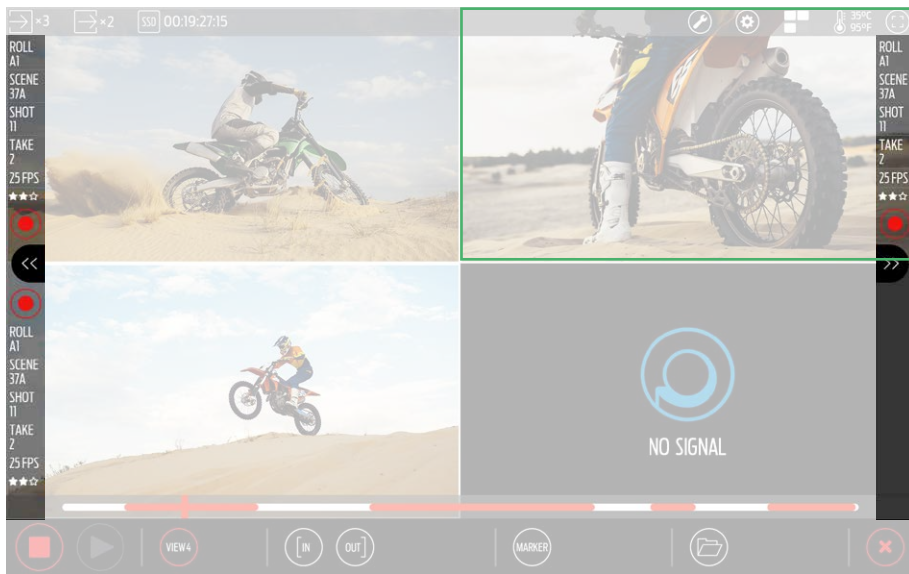 ×3 ×2 SSD 00:19:27:15 35ºC
95ºF
ROLL
A1
SCENE
37A
SHOT
11
TAKE
2
25 FPS
<<
ROLL
A1
SCENE
37A
SHOT
11
TAKE
2
25 FPS
ROLL
A1
SCENE
37A
SHOT
11
TAKE
2
25 FPS
>>
NO SIGNAL
VIEW4 [IN OUT] MARKER